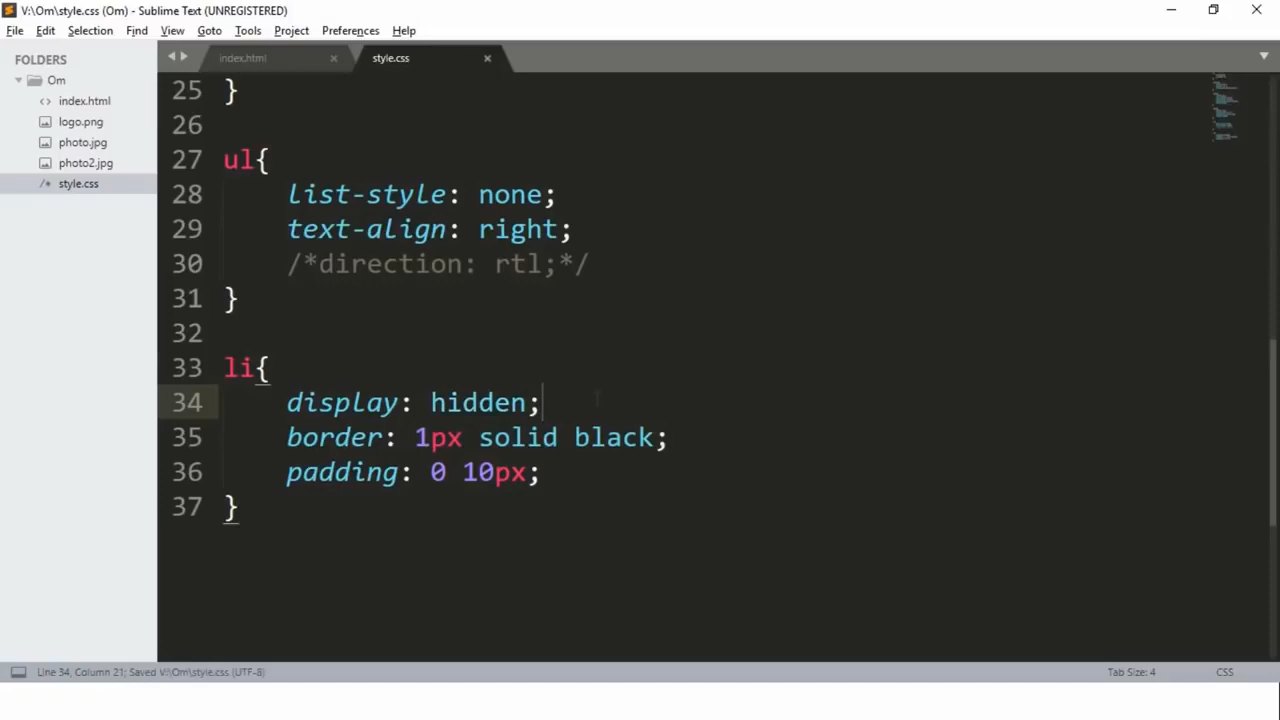 V:\Om\style.css (Om) - Sublime Text (UNREGISTERED)
File Edit Selection Find View Goto Tools Project Preferences Help
FOLDERS
Om
index.html
logo.png
photo.jpg
photo2.jpg
style.css
index.html
style.css
25 }
26
27 ul{
28 list-style: none;
29 text-align: right;
30 /*direction: rtl;*/
31 }
32
33 li{
34 display: hidden;
35 border: 1px solid black;
36 padding: 0 10px;
37 }
Line 34, Column 21; Saved V:\Om\style.css (UTF-8)
Tab Size: 4
CSS